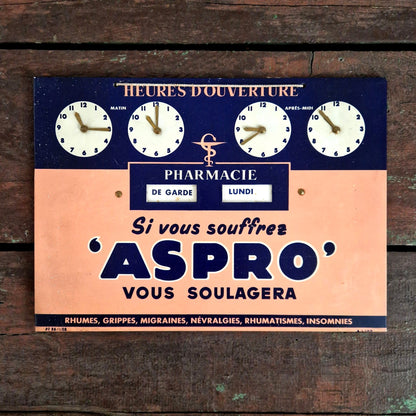 HEURES D'OUVERTURE
MATIN
APRÈS-MIDI
PHARMACIE
DE GARDE
LUNDI
Si vous souffrez
'ASPRO'
VOUS SOULAGERA
RHUMES, GRIPPES, MIGRAINES, NÉVRALGIES, RHUMATISMES, INSOMNIES